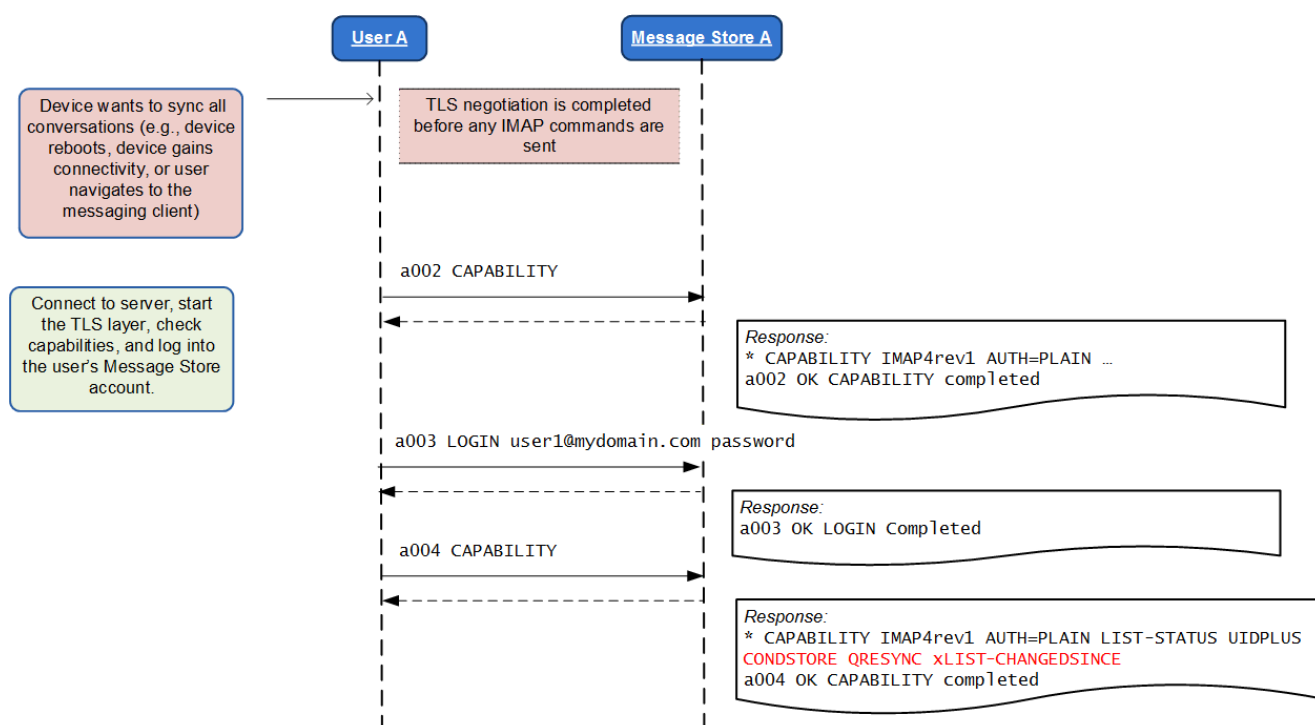 User A
Message Store A
Device wants to sync all
conversations (e.g., device
reboots, device gains
connectivity, or user
navigates to the
messaging client)
TLS negotiation is completed
before any IMAP commands are
sent
a002 CAPABILITY
Connect to server, start
the TLS layer, check
capabilities, and log into
the user’s Message Store
account.
Response:
* CAPABILITY IMAP4rev1 AUTH=PLAIN …
a002 OK CAPABILITY completed
a003 LOGIN user1@mydomain.com password
Response:
a003 OK LOGIN Completed
a004 CAPABILITY
Response:
* CAPABILITY IMAP4rev1 AUTH=PLAIN LIST-STATUS UIDPLUS
CONDSTORE QRESYNC xLIST-CHANGEDSINCE
a004 OK CAPABILITY completed